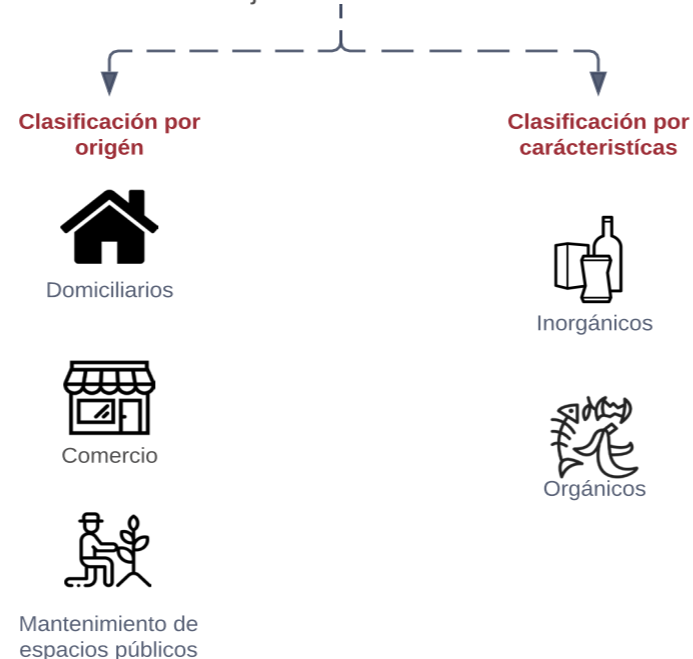 Clasificación por
origén
Domiciliarios
Comercio
Mantenimiento de
espacios públicos
Clasificación por
carácteristícas
Inorgánicos
Orgánicos